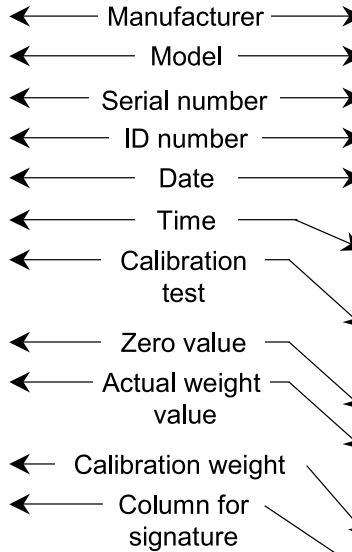 Manufacturer
Model
Serial number
ID number
Date
Time
Calibration
test
Zero value
Actual weight
value
Calibration weight
Column for
signature